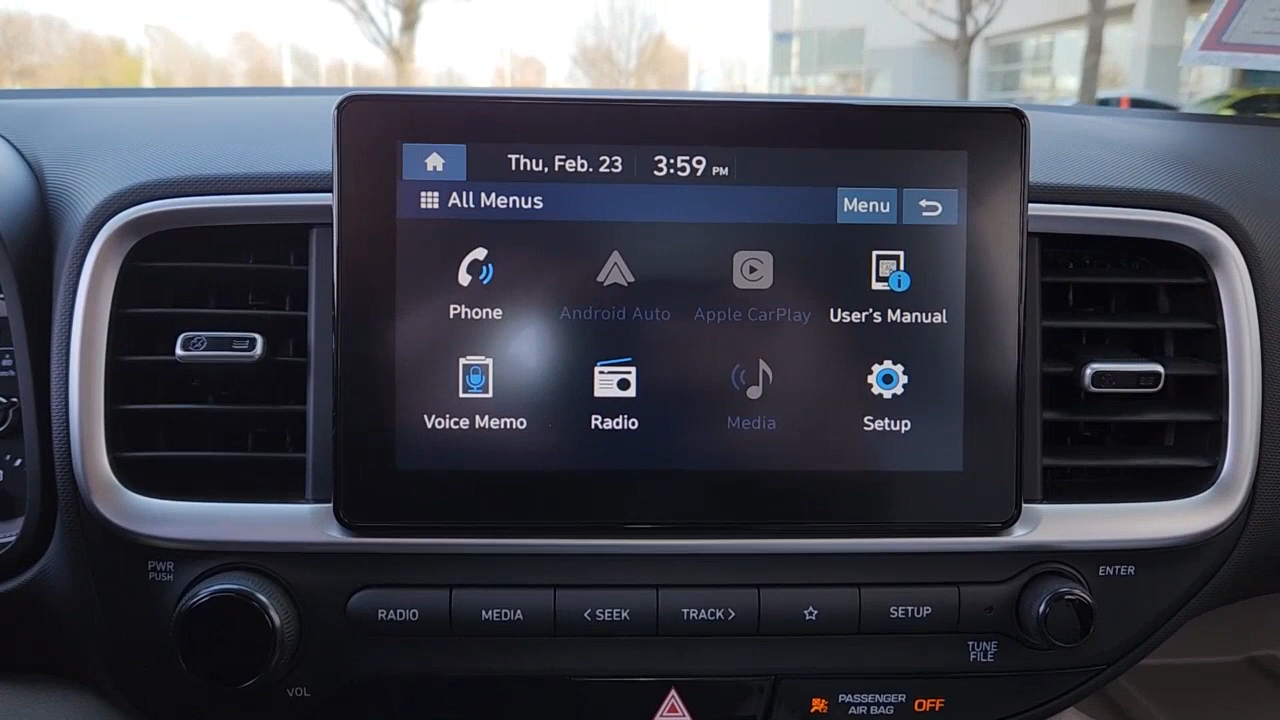 Thu, Feb. 23 3:59 PM
All Menus Menu
Phone Android Auto Apple CarPlay User's Manual
Voice Memo Radio Media Setup
PWR
PUSH
VOL
RADIO MEDIA < SEEK TRACK > ☆ SETUP
ENTER
TUNE
FILE
PASSENGER
AIR BAG OFF